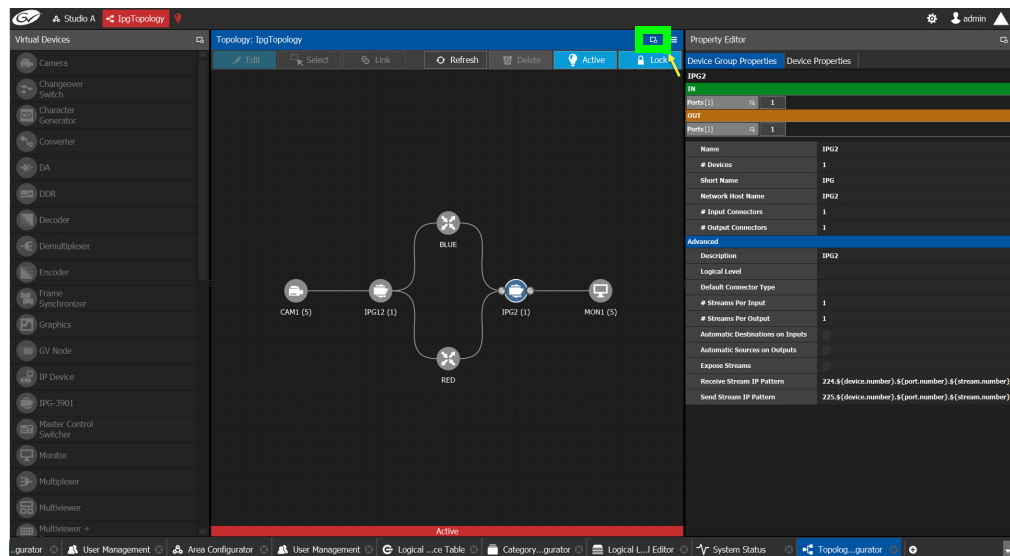 GV
Studio A
IpgTopology
admin
Virtual Devices
Camera
Changeover
Switch
CG
Character
Generator
Converter
DA
DDR
Decoder
Demultiplexer
Encoder
Frame
Synchronizer
Graphics
GV Node
IP Device
IPG-3901
Master Control
Switcher
Monitor
Multiplexer
Multiviewer
Multiviewer +
Topology: IpgTopology
Edit
Select
Link
Refresh
Delete
Active
Lock
BLUE
CAM1 (5)
IPG12 (1)
IPG2 (1)
MON1 (5)
RED
Active
Property Editor
Device Group Properties
Device Properties
IPG2
IN
Ports [1]
1
OUT
Ports [1]
1
Name IPG2
# Devices 1
Short Name IPG
Network Host Name IPG2
# Input Connectors 1
# Output Connectors 1
Advanced
Description IPG2
Logical Level
Default Connector Type
# Streams Per Input 1
# Streams Per Output 1
Automatic Destinations on Inputs
Automatic Sources on Outputs
Expose Streams
Receive Stream IP Pattern 224.${device.number}.${port.number}.${stream.number}
Send Stream IP Pattern 225.${device.number}.${port.number}.${stream.number}
..gurator
User Management
Area Configurator
User Management
Logical ...ce Table
Category...gurator
Logical L...l Editor
System Status
Topolog...gurator